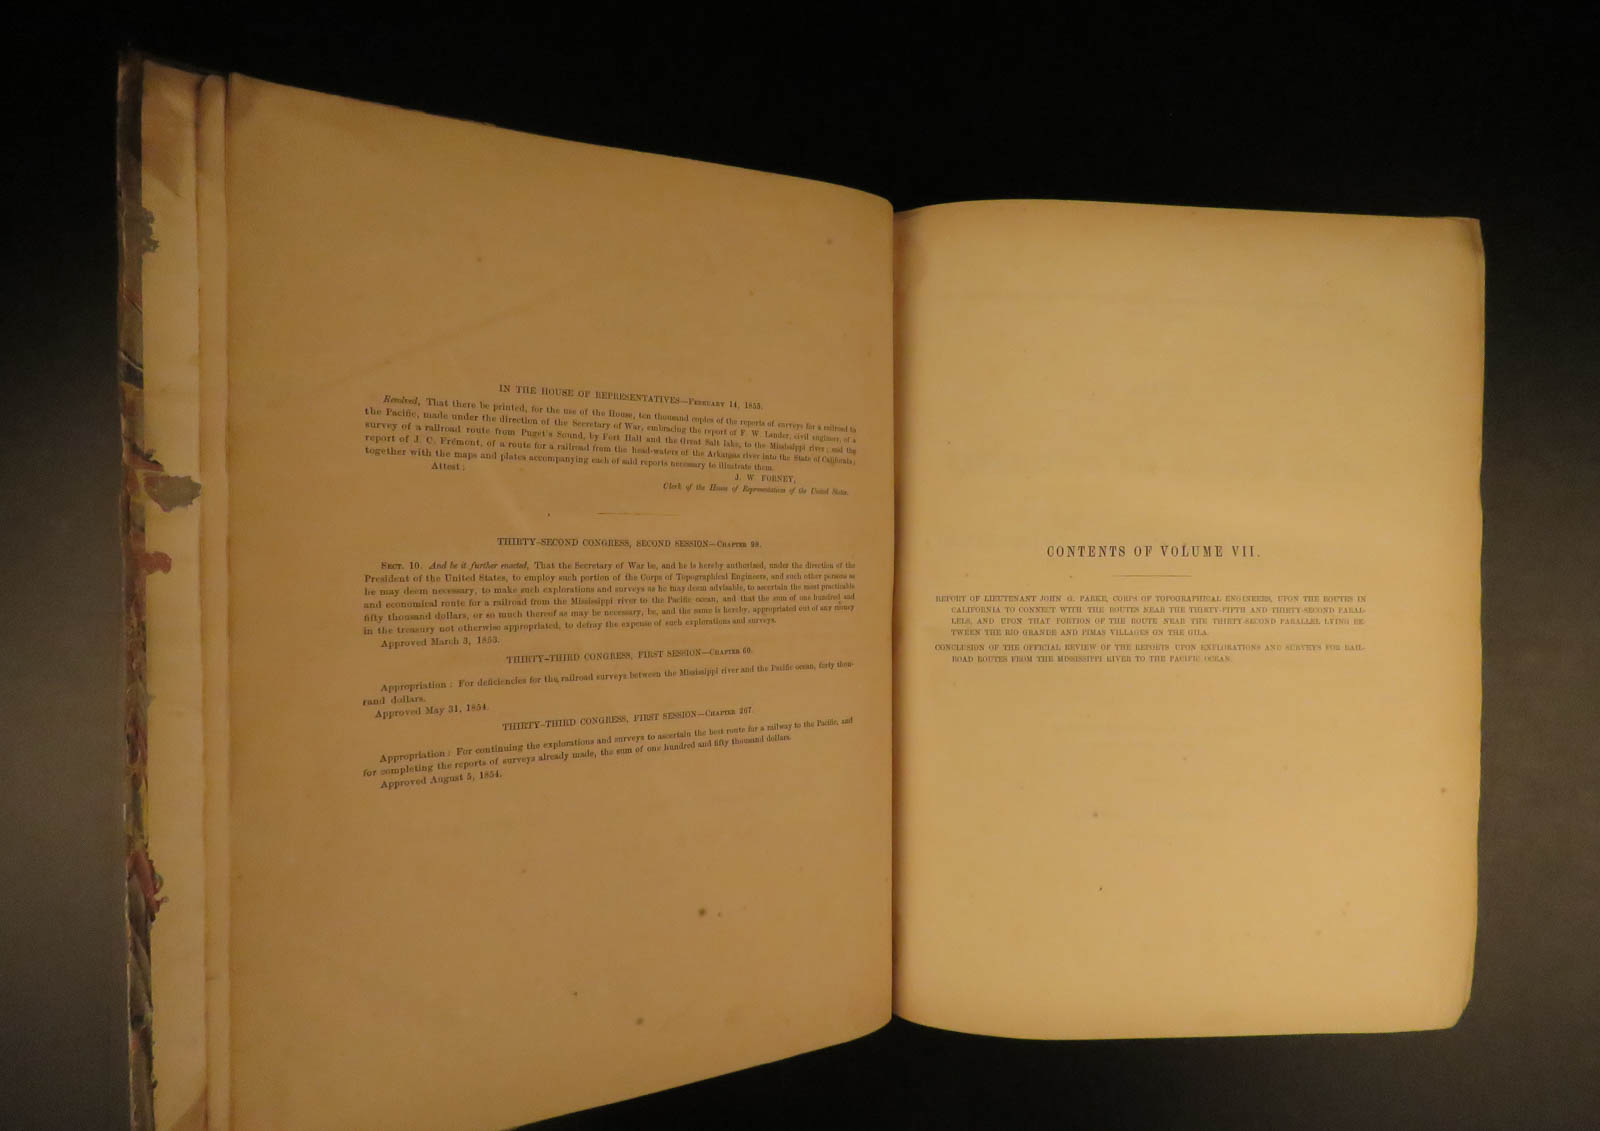 IN THE HOUSE OF REPRESENTATIVES—FEBRUARY 14, 1855.
Resolved, That there be printed, for the use of the House, ten thousand copies of the reports of surveys for a railroad to
the Pacific, made under the direction of the Secretary of War, embracing the report of F. W. Lander, civil engineer, of a
survey of a railroad route from Puget's Sound, by Fort Hall and the Great Salt lake, to the Mississippi river; and the
report of J. C. Frémont, of a route for a railroad from the head-waters of the Arkansas river into the State of California;
together with the maps and plates accompanying each of said reports necessary to illustrate them.
Attest:
J. W. FORNEY,
Clerk of the House of Representatives of the United States.
THIRTY-SECOND CONGRESS, SECOND SESSION—CHAPTER 98.
SECT. 10. And be it further enacted, That the Secretary of War be, and he is hereby authorized, under the direction of the
President of the United States, to employ such portion of the Corps of Topographical Engineers, and such other persons as
he may deem necessary, to make such explorations and surveys as he may deem advisable, to ascertain the most practicable
and economical route for a railroad from the Mississippi river to the Pacific ocean, and that the sum of one hundred and
fifty thousand dollars, or so much thereof as may be necessary, be, and the same is hereby, appropriated out of any money
in the treasury not otherwise appropriated, to defray the expense of such explorations and surveys.
Approved March 3, 1853.
THIRTY-THIRD CONGRESS, FIRST SESSION—CHAPTER 60.
Appropriation: For deficiencies for the railroad surveys between the Mississippi river and the Pacific ocean, forty thou-
sand dollars.
Approved May 31, 1854.
THIRTY-THIRD CONGRESS, FIRST SESSION—CHAPTER 267.
Appropriation: For continuing the explorations and surveys to ascertain the best route for a railway to the Pacific, and
for completing the reports of surveys already made, the sum of one hundred and fifty thousand dollars.
Approved August 5, 1854.
CONTENTS OF VOLUME VII.
REPORT OF LIEUTENANT JOHN G. PARKE, CORPS OF TOPOGRAPHICAL ENGINEERS, UPON THE ROUTES IN
CALIFORNIA TO CONNECT WITH THE ROUTES NEAR THE THIRTY-FIFTH AND THIRTY-SECOND PARAL-
LELS, AND UPON THAT PORTION OF THE ROUTE NEAR THE THIRTY-SECOND PARALLEL LYING BE-
TWEEN THE RIO GRANDE AND PIMAS VILLAGES ON THE GILA.
CONCLUSION OF THE OFFICIAL REVIEW OF THE REPORTS UPON EXPLORATIONS AND SURVEYS FOR RAIL-
ROAD ROUTES FROM THE MISSISSIPPI RIVER TO THE PACIFIC OCEAN.